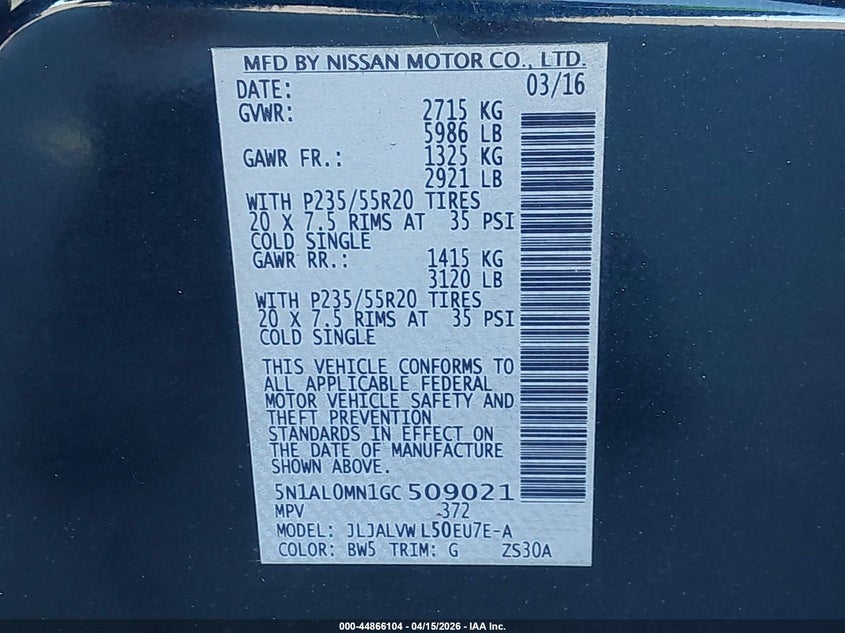 MFD BY NISSAN MOTOR CO., LTD.
DATE: 03/16
GVWR: 2715 KG
5986 LB
GAWR FR.: 1325 KG
2921 LB
WITH P235/55R20 TIRES
20 X 7.5 RIMS AT 35 PSI
COLD SINGLE
GAWR RR.: 1415 KG
3120 LB
WITH P235/55R20 TIRES
20 X 7.5 RIMS AT 35 PSI
COLD SINGLE
THIS VEHICLE CONFORMS TO
ALL APPLICABLE FEDERAL
MOTOR VEHICLE SAFETY AND
THEFT PREVENTION
STANDARDS IN EFFECT ON
THE DATE OF MANUFACTURE
SHOWN ABOVE.
5N1AL0MN1GC509021
MPV 372
MODEL: JLJALVW L50EU7E-A
COLOR: BW5 TRIM: G ZS30A
000-44866104 - 04/15/2026 - IAA Inc.